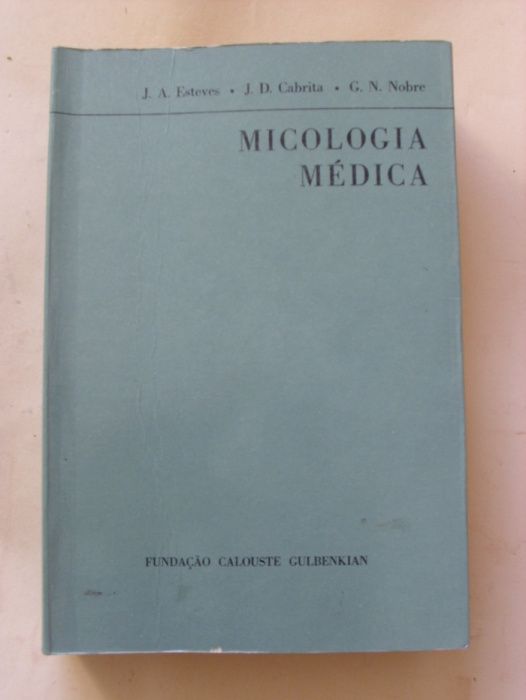 J. A. Esteves • J. D. Cabrita • G. N. Nobre
MICOLOGIA
MÉDICA
FUNDAÇÃO CALOUSTE GULBENKIAN